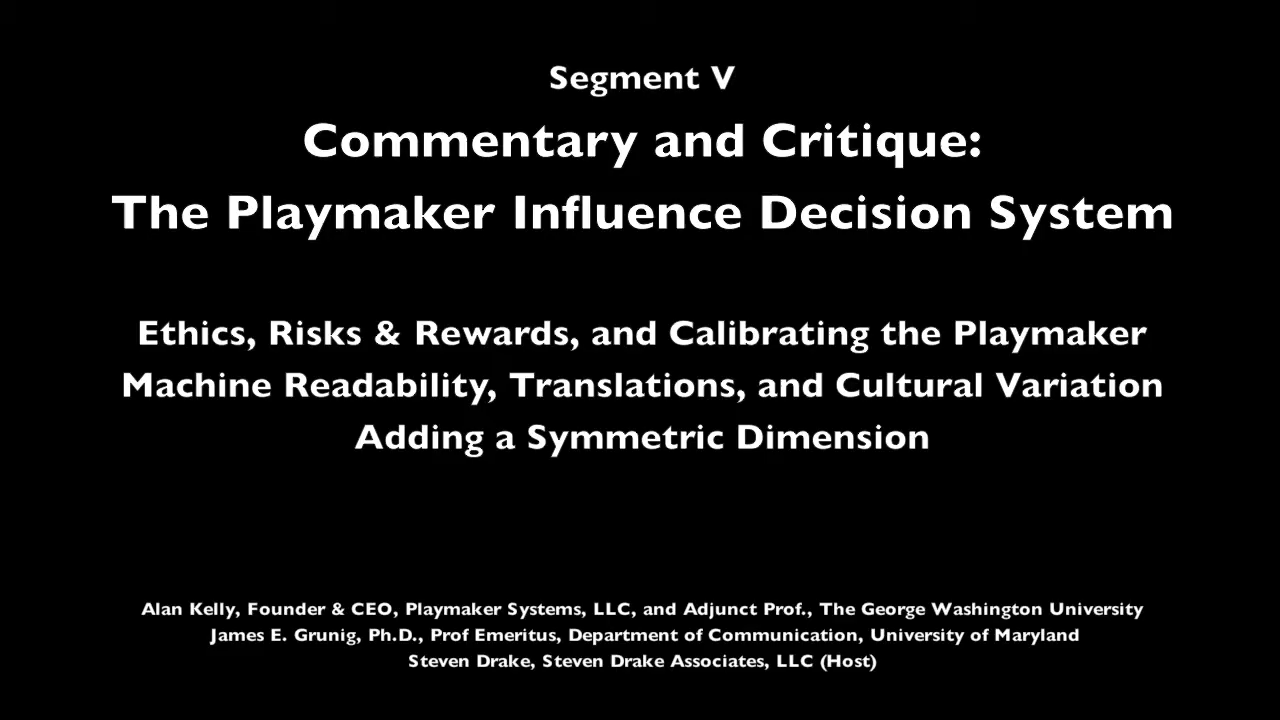 Segment V
Commentary and Critique:
The Playmaker Influence Decision System
Ethics, Risks & Rewards, and Calibrating the Playmaker
Machine Readability, Translations, and Cultural Variation
Adding a Symmetric Dimension
Alan Kelly, Founder & CEO, Playmaker Systems, LLC, and Adjunct Prof., The George Washington University
James E. Grunig, Ph.D., Prof Emeritus, Department of Communication, University of Maryland
Steven Drake, Steven Drake Associates, LLC (Host)